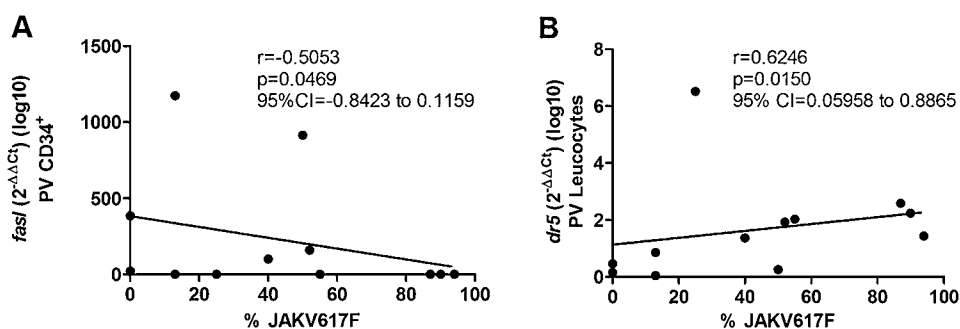 A
1500
1000
500
0
fasl (2^-ΔΔCt) (log10)
PV CD34+
r=-0.5053
p=0.0469
95%CI=-0.8423 to 0.1159
0 20 40 60 80 100
% JAKV617F
B
8
6
4
2
0
dr5 (2^-ΔΔCt) (log10)
PV Leucocytes
r=0.6246
p=0.0150
95% CI=0.05958 to 0.8865
0 20 40 60 80 100
% JAKV617F